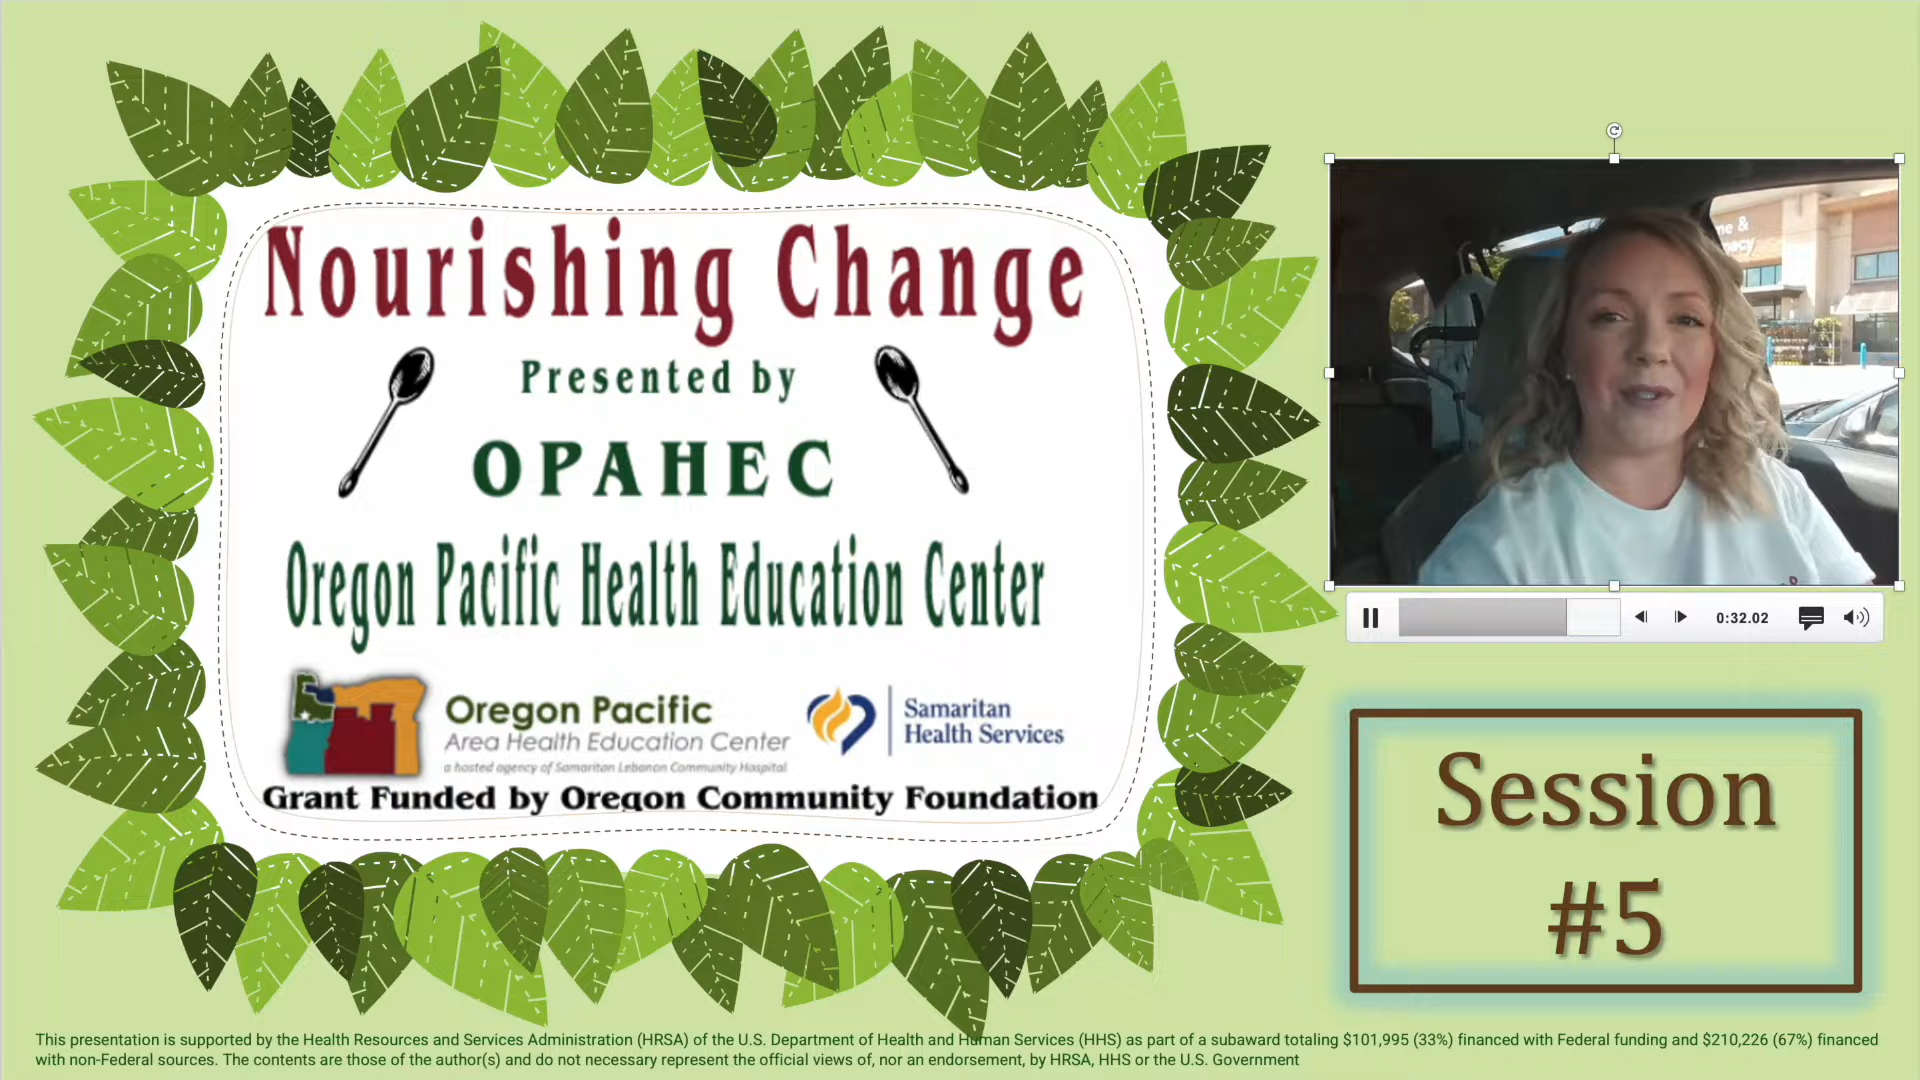 Nourishing Change
Presented by
OPAHEC
Oregon Pacific Health Education Center
Oregon Pacific
Area Health Education Center
a hosted agency of Samaritan Lebanon Community Hospital
Samaritan
Health Services
Grant Funded by Oregon Community Foundation
0:32.02
Session
#5
This presentation is supported by the Health Resources and Services Administration (HRSA) of the U.S. Department of Health and Human Services (HHS) as part of a subaward totaling $101,995 (33%) financed with Federal funding and $210,226 (67%) financed
with non-Federal sources. The contents are those of the author(s) and do not necessary represent the official views of, nor an endorsement, by HRSA, HHS or the U.S. Government